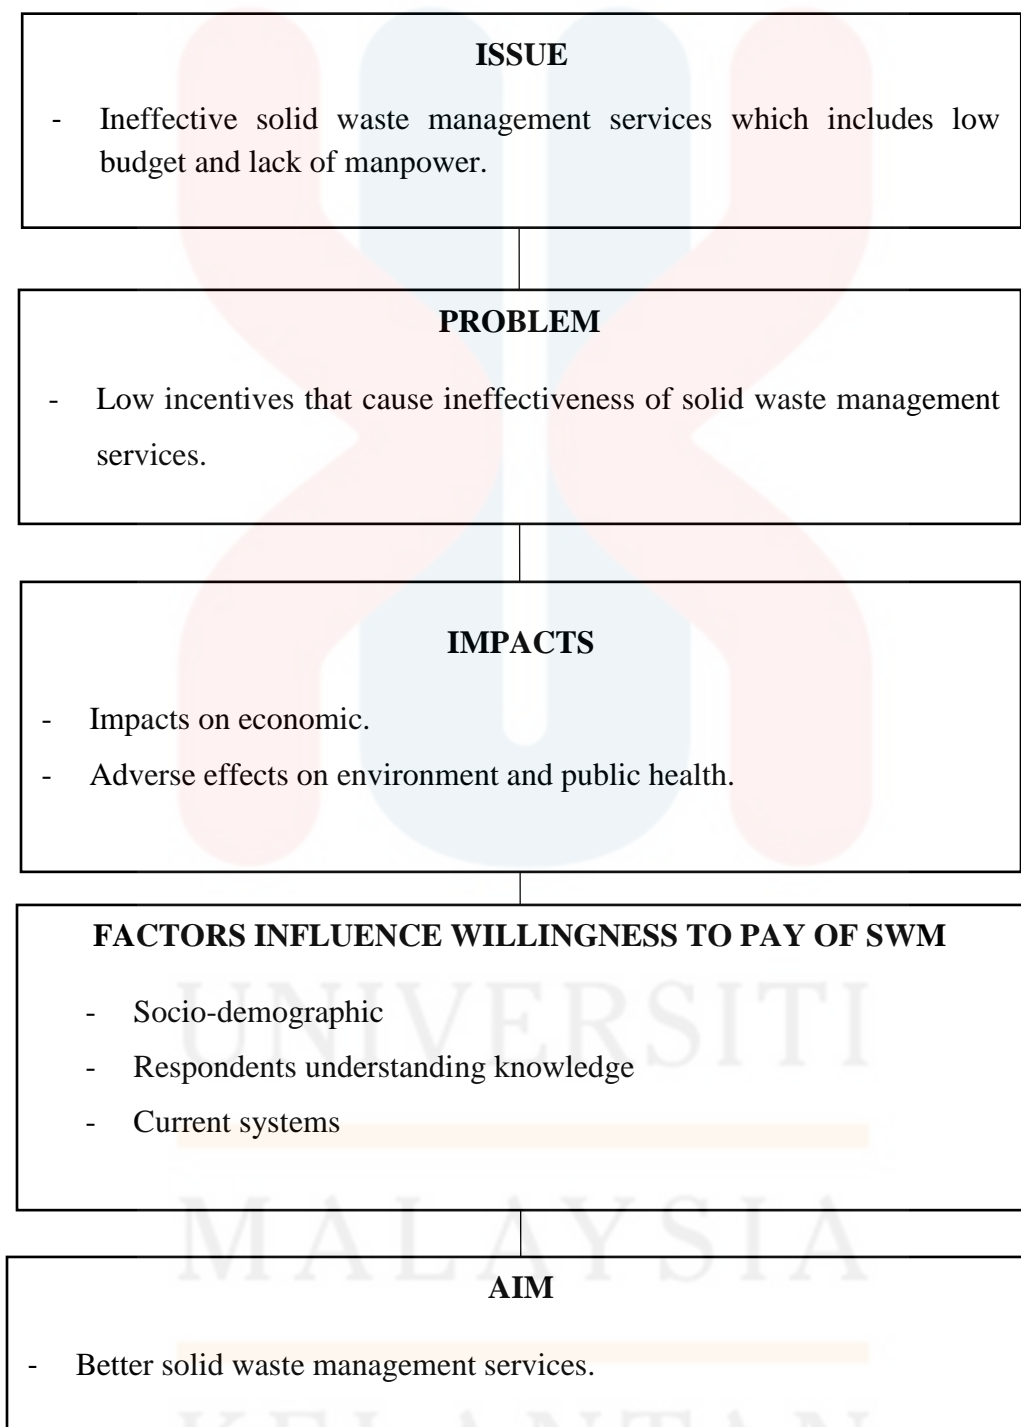 ISSUE
- Ineffective solid waste management services which includes low
budget and lack of manpower.
PROBLEM
- Low incentives that cause ineffectiveness of solid waste management
services.
IMPACTS
- Impacts on economic.
- Adverse effects on environment and public health.
FACTORS INFLUENCE WILLINGNESS TO PAY OF SWM
UNIVERSITI
- Socio-demographic
- Respondents understanding knowledge
- Current systems
MALAYSIA
AIM
- Better solid waste management services.
KELANTAN